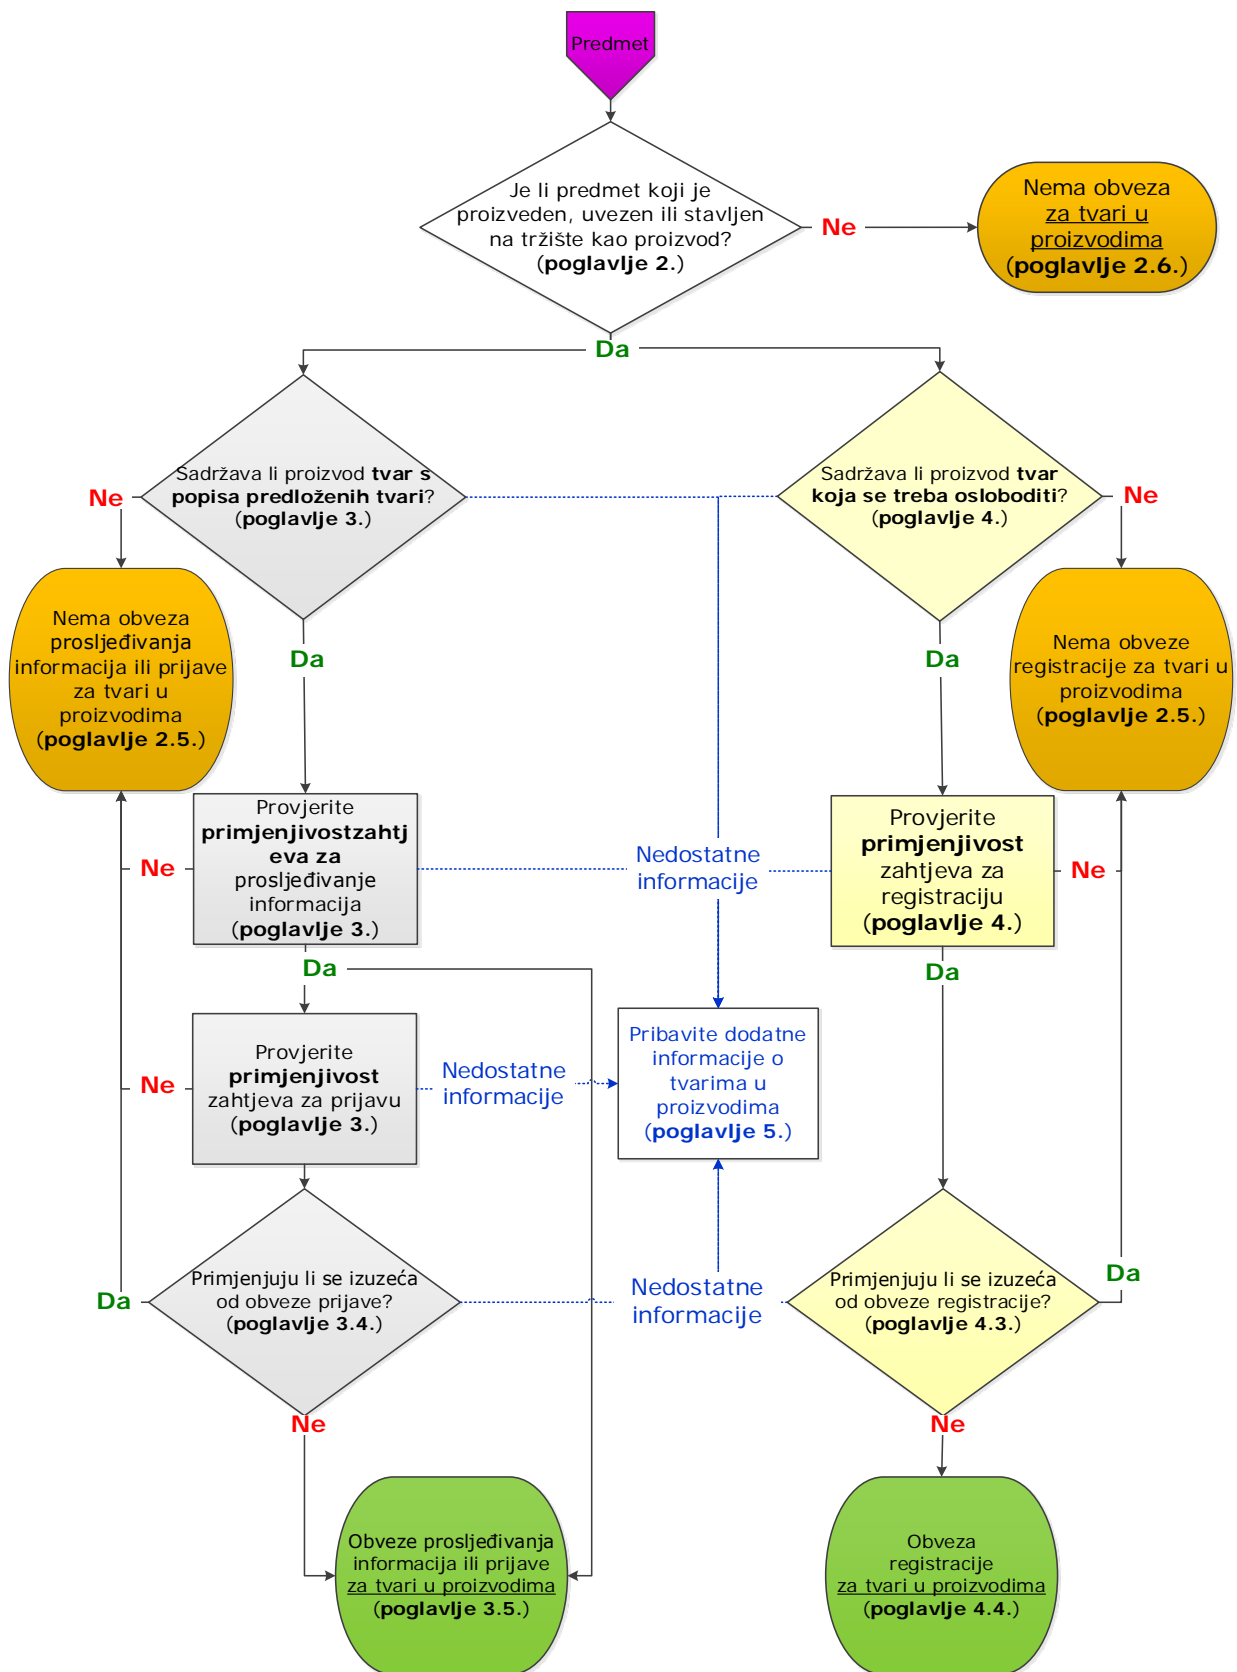 Predmet
Je li predmet koji je
proizveden, uvezen ili stavljen
na tržište kao proizvod?
(poglavlje 2.)
Ne
Nema obveza
za tvari u
proizvodima
(poglavlje 2.6.)
Da
Sadržava li proizvod tvar s
popisa predloženih tvari?
(poglavlje 3.)
Ne
Sadržava li proizvod tvar
koja se treba osloboditi?
(poglavlje 4.)
Ne
Nema obveza
prosljeđivanja
informacija ili prijave
za tvari u
proizvodima
(poglavlje 2.5.)
Da
Da
Nema obveze
registracije za tvari u
proizvodima
(poglavlje 2.5.)
Provjerite
primjenjivostzahtj
eva za
prosljeđivanje
informacija
(poglavlje 3.)
Ne
Nedostatne
informacije
Provjerite
primjenjivost
zahtjeva za
registraciju
(poglavlje 4.)
Ne
Da
Da
Provjerite
primjenjivost
zahtjeva za prijavu
(poglavlje 3.)
Ne
Nedostatne
informacije
Pribavite dodatne
informacije o
tvarima u
proizvodima
(poglavlje 5.)
Primjenjuju li se izuzeća
od obveze prijave?
(poglavlje 3.4.)
Da
Nedostatne
informacije
Primjenjuju li se izuzeća
od obveze registracije?
(poglavlje 4.3.)
Da
Ne
Ne
Obveze prosljeđivanja
informacija ili prijave
za tvari u proizvodima
(poglavlje 3.5.)
Obveza
registracije
za tvari u proizvodima
(poglavlje 4.4.)